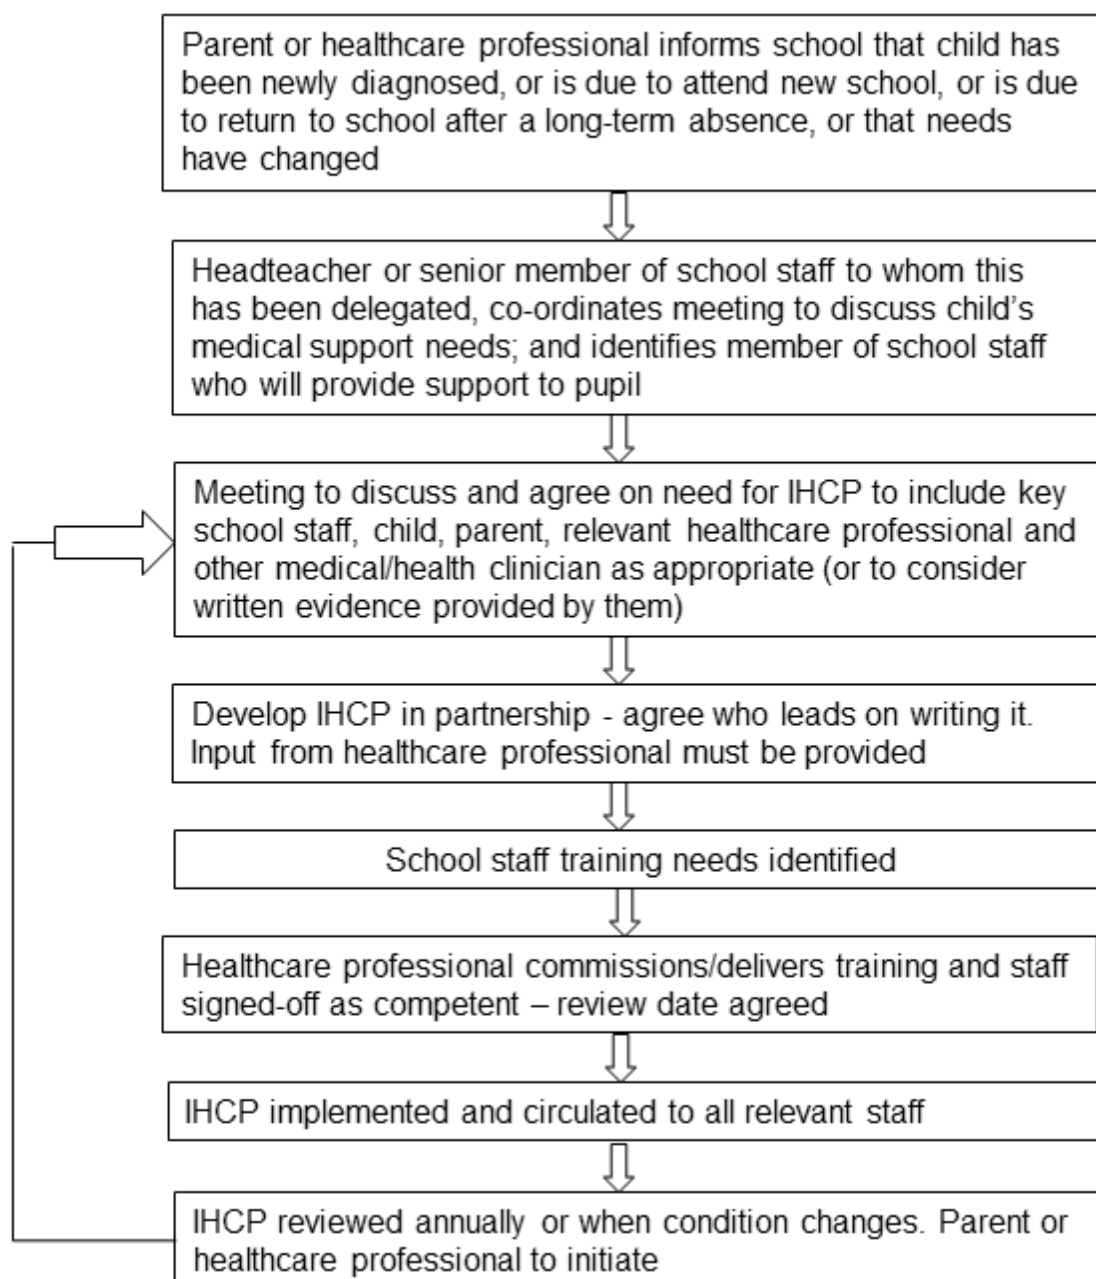 Parent or healthcare professional informs school that child has
been newly diagnosed, or is due to attend new school, or is due
to return to school after a long-term absence, or that needs
have changed
Headteacher or senior member of school staff to whom this
has been delegated, co-ordinates meeting to discuss child's
medical support needs; and identifies member of school staff
who will provide support to pupil
Meeting to discuss and agree on need for IHCP to include key
school staff, child, parent, relevant healthcare professional and
other medical/health clinician as appropriate (or to consider
written evidence provided by them)
Develop IHCP in partnership - agree who leads on writing it.
Input from healthcare professional must be provided
School staff training needs identified
Healthcare professional commissions/delivers training and staff
signed-off as competent – review date agreed
IHCP implemented and circulated to all relevant staff
IHCP reviewed annually or when condition changes. Parent or
healthcare professional to initiate